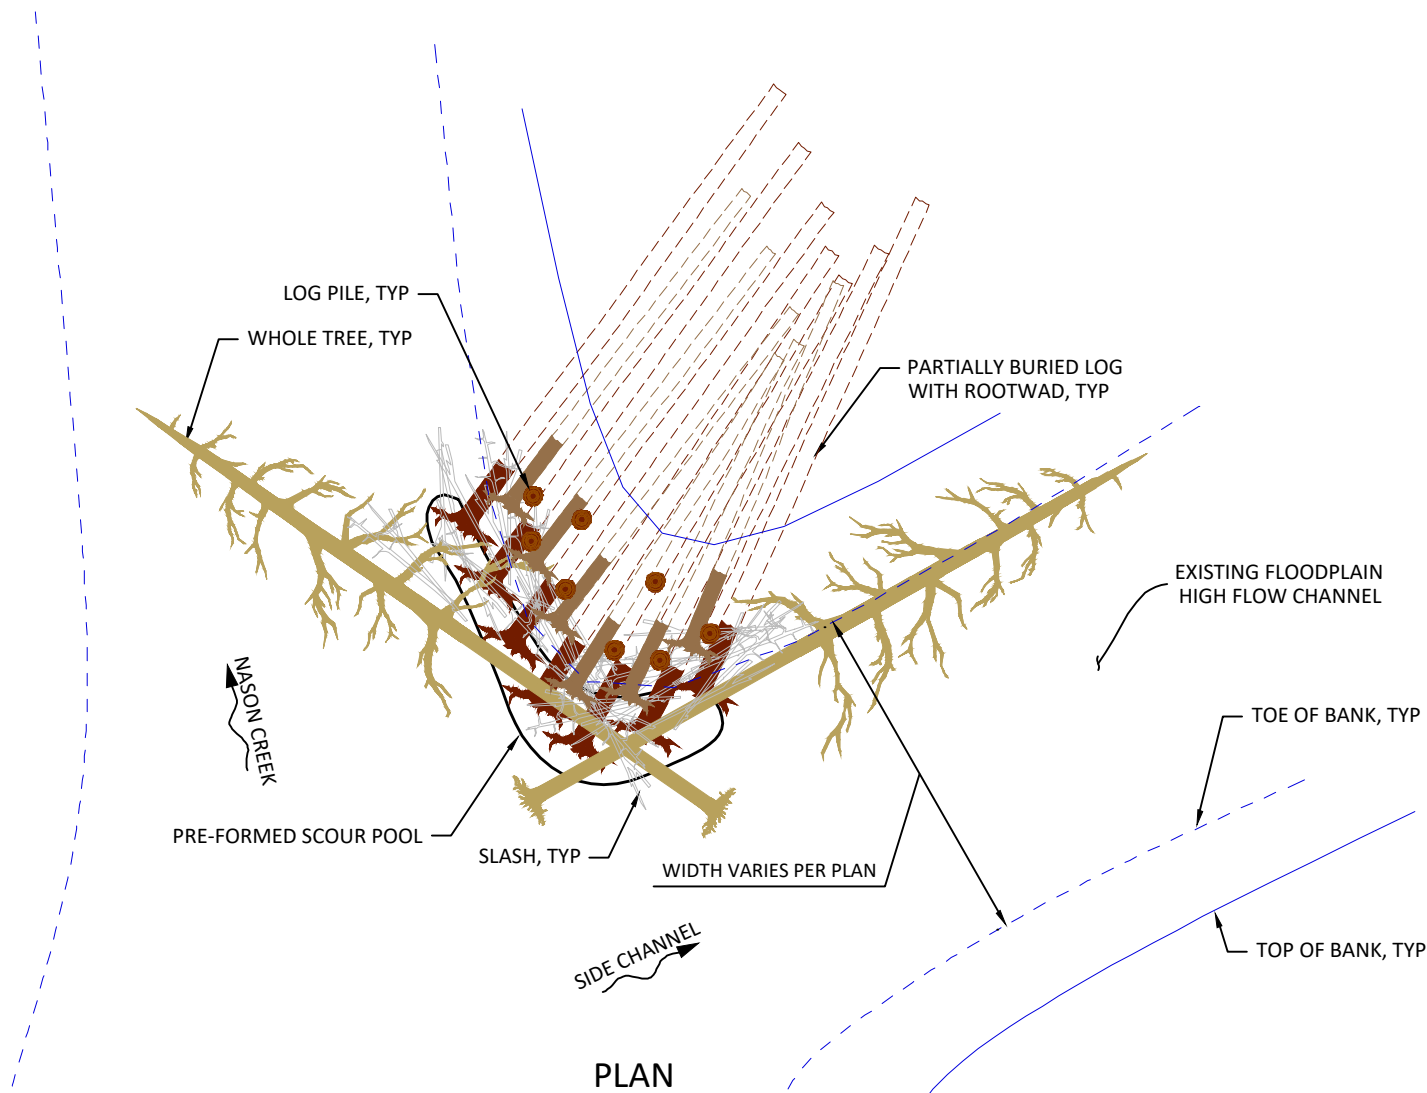 LOG PILE, TYP
WHOLE TREE, TYP
PARTIALLY BURIED LOG
WITH ROOTWAD, TYP
EXISTING FLOODPLAIN
HIGH FLOW CHANNEL
NASON CREEK
TOE OF BANK, TYP
PRE-FORMED SCOUR POOL
SLASH, TYP
WIDTH VARIES PER PLAN
SIDE CHANNEL
TOP OF BANK, TYP
PLAN